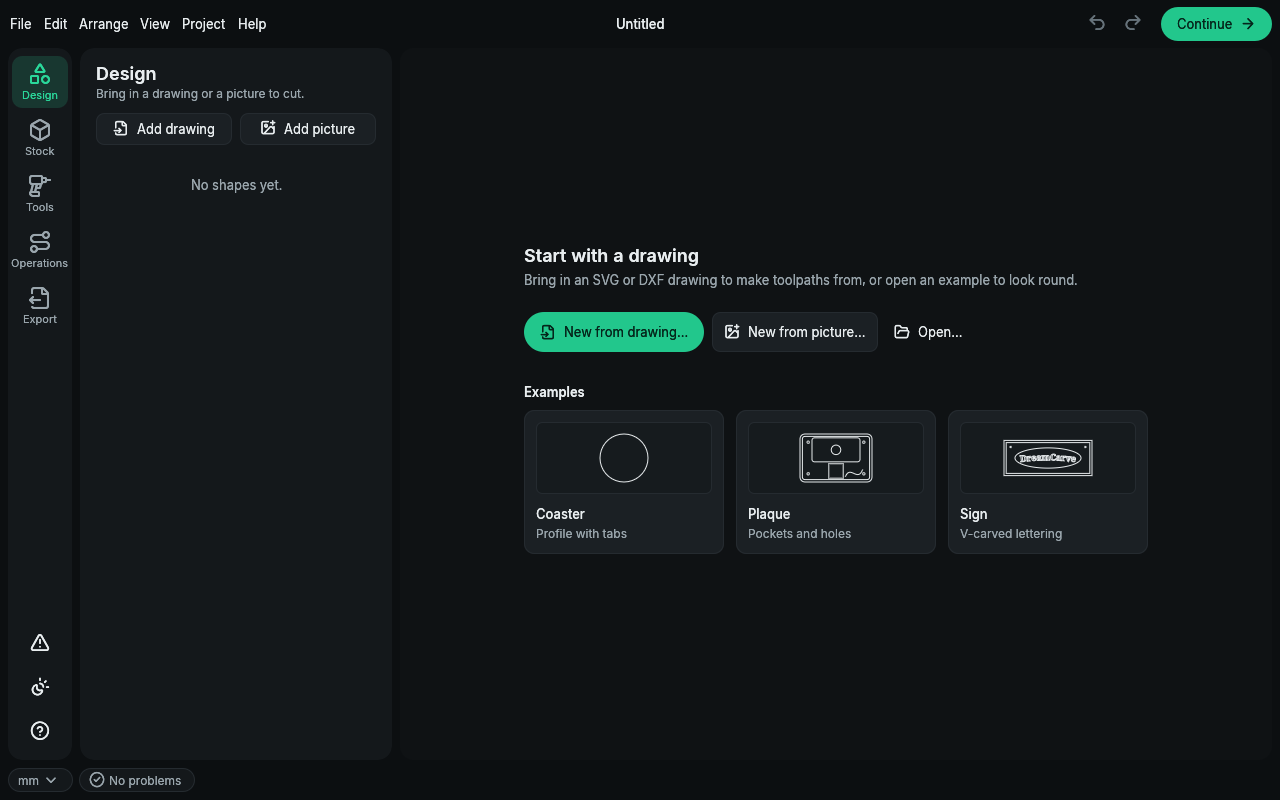 File Edit Arrange View Project Help
Untitled
Continue
Design
Stock
Tools
Operations
Export
Design
Bring in a drawing or a picture to cut.
Add drawing
Add picture
No shapes yet.
Start with a drawing
Bring in an SVG or DXF drawing to make toolpaths from, or open an example to look round.
New from drawing...
New from picture...
Open...
Examples
Coaster
Profile with tabs
Plaque
Pockets and holes
DreamCarve
Sign
V-carved lettering
mm
No problems